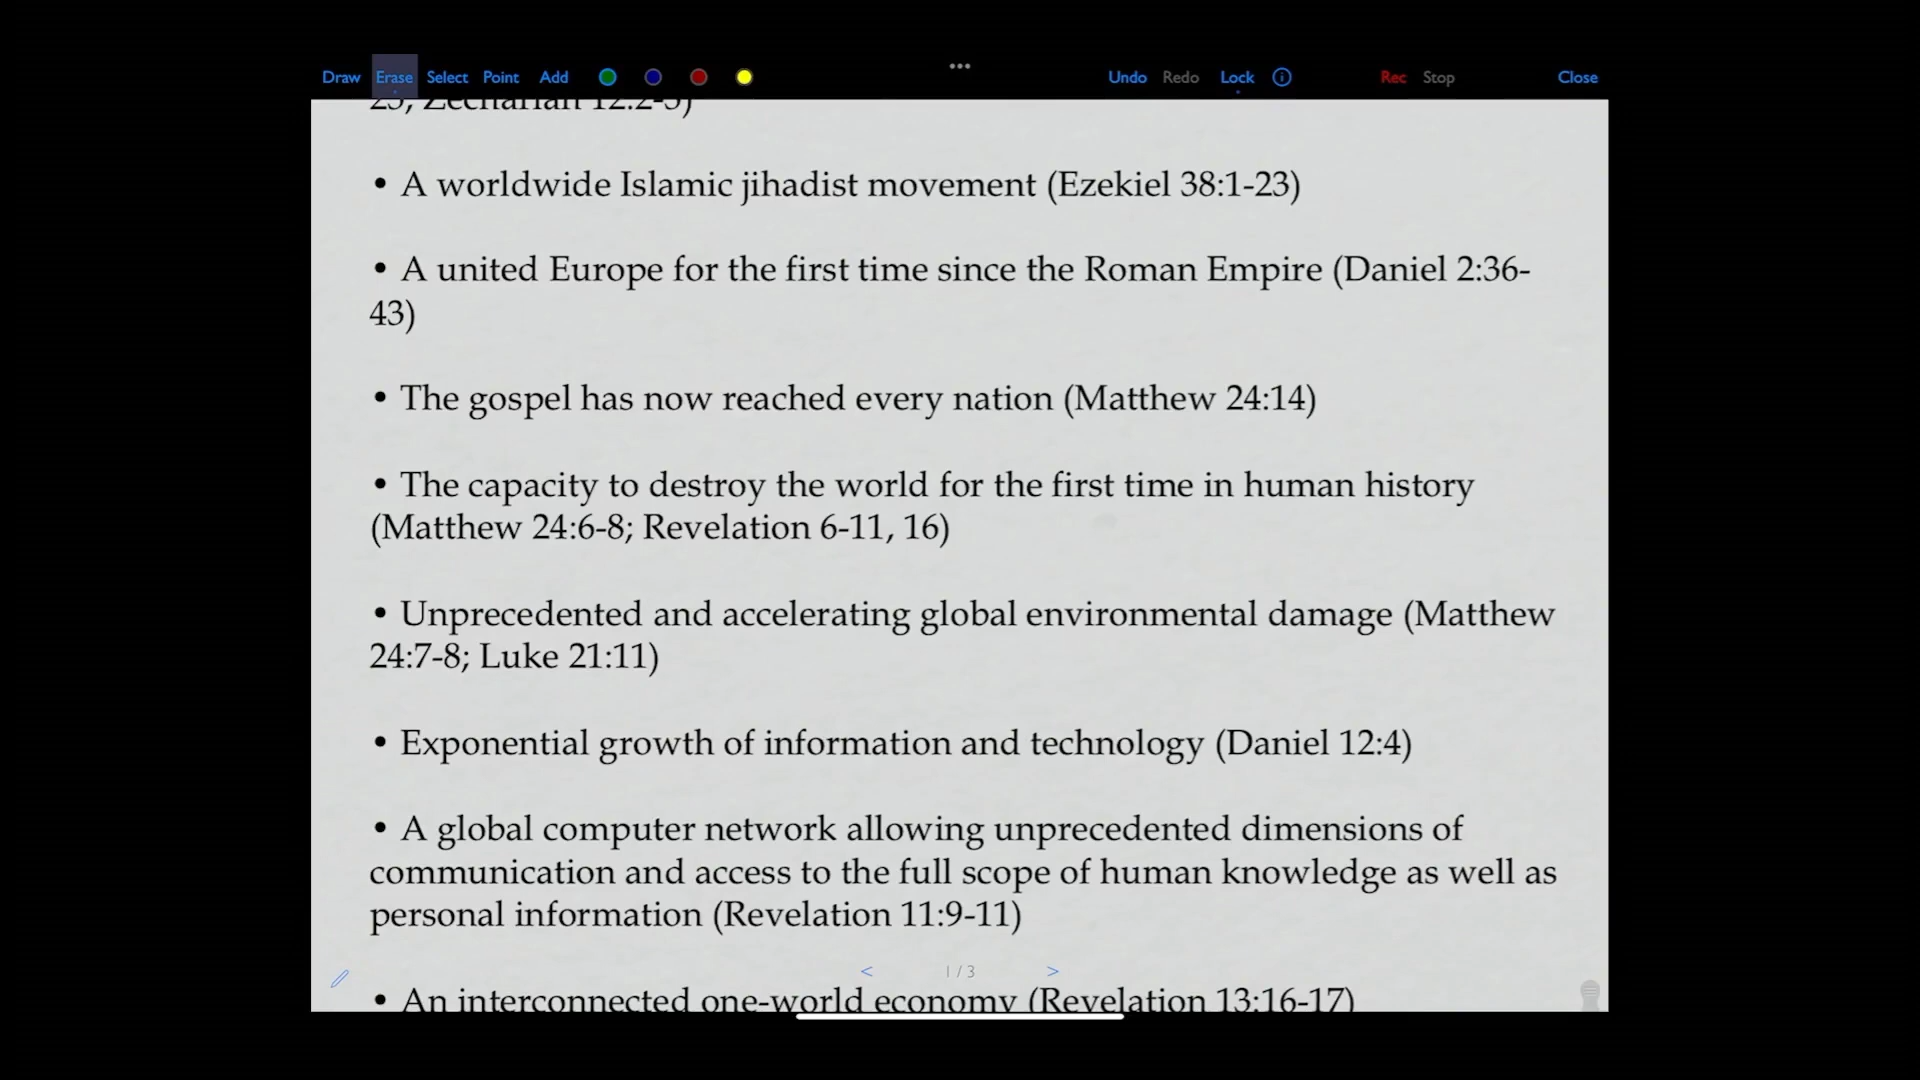 Draw Erase Select Point Add ••• Undo Redo Lock Rec Stop Close
25; Zechariah 12:2-3)
• A worldwide Islamic jihadist movement (Ezekiel 38:1-23)
• A united Europe for the first time since the Roman Empire (Daniel 2:36-
43)
• The gospel has now reached every nation (Matthew 24:14)
• The capacity to destroy the world for the first time in human history
(Matthew 24:6-8; Revelation 6-11, 16)
• Unprecedented and accelerating global environmental damage (Matthew
24:7-8; Luke 21:11)
• Exponential growth of information and technology (Daniel 12:4)
• A global computer network allowing unprecedented dimensions of
communication and access to the full scope of human knowledge as well as
personal information (Revelation 11:9-11)
< 1 / 3 >
• An interconnected one-world economy (Revelation 13:16-17)